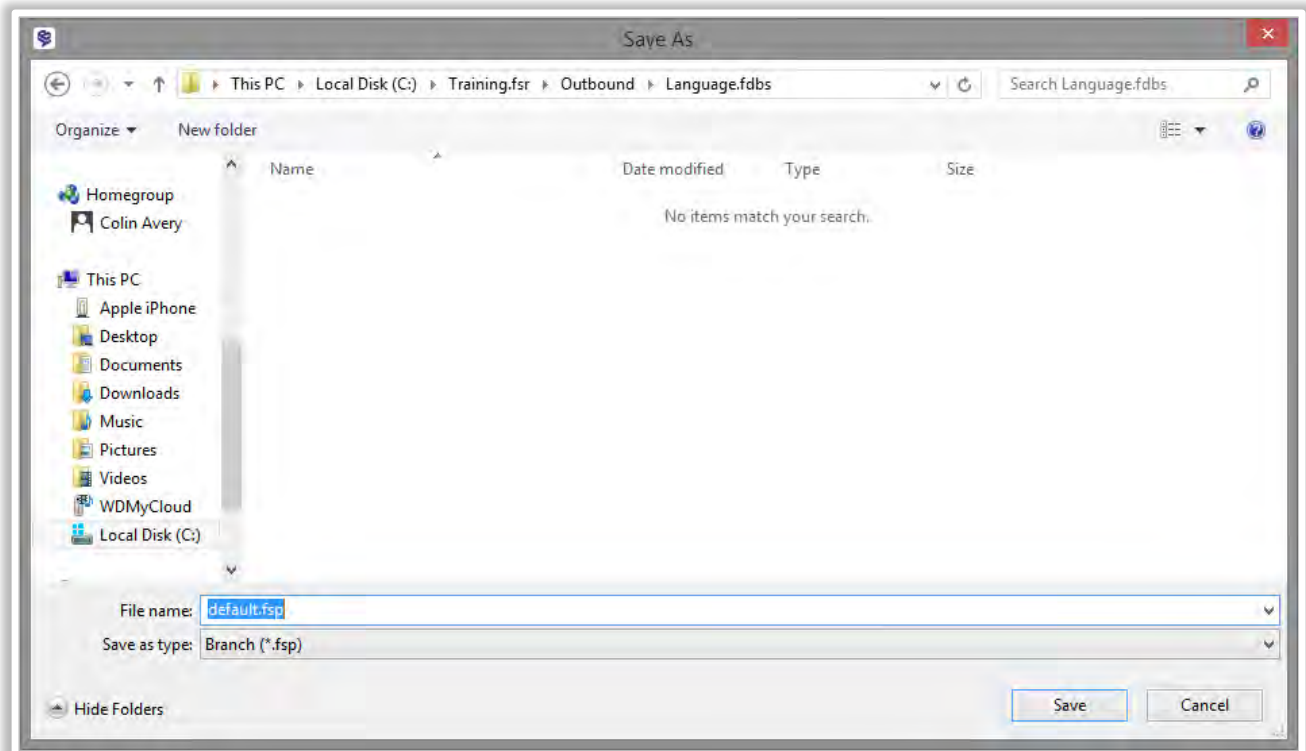 Save As
This PC Local Disk (C:) Training.fsr Outbound Language.fdbs Search Language.fdbs
Organize New folder
Name Date modified Type Size
No items match your search.
Homegroup
Colin Avery
This PC
Apple iPhone
Desktop
Documents
Downloads
Music
Pictures
Videos
WDMyCloud
Local Disk (C:)
File name: default.fsp
Save as type: Branch (*.fsp)
Hide Folders Save Cancel